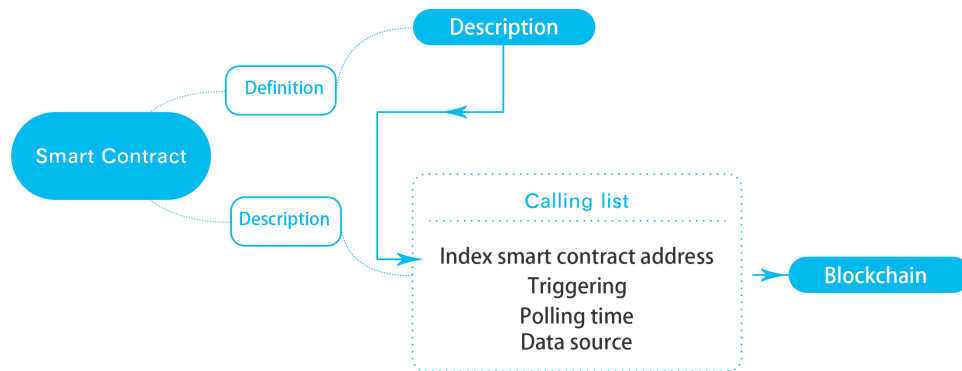 Description
Definition
Smart Contract
Description
Calling list
Index smart contract address
Triggering
Polling time
Data source
Blockchain